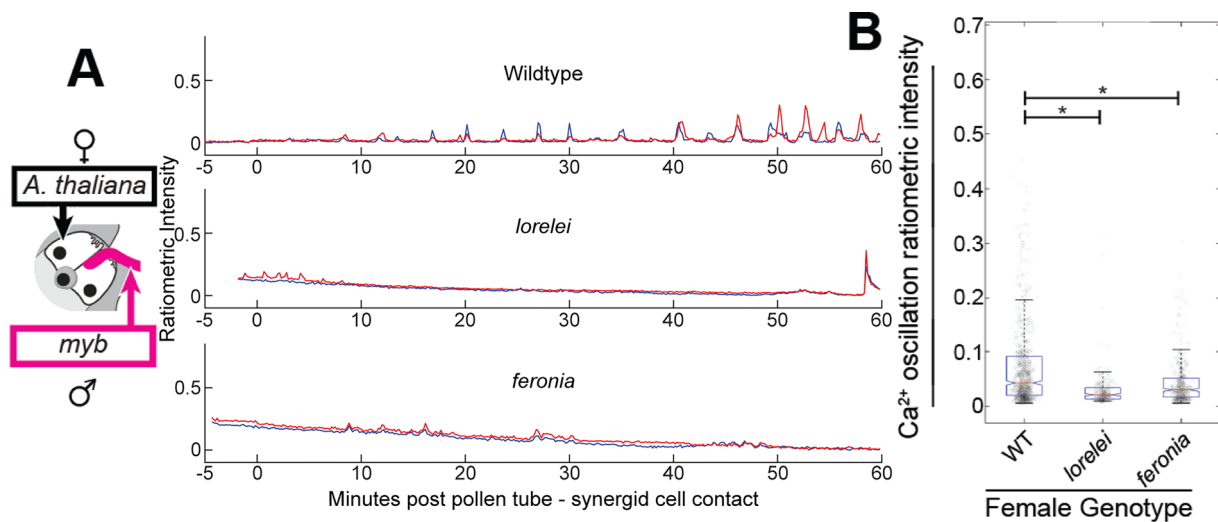 A
♀
A. thaliana
myb
♂
Ratiometric Intensity
Wildtype
0.5
0
-5 0 10 20 30 40 50 60
lorelei
0.5
0
-5 0 10 20 30 40 50 60
feronia
0.5
0
-5 0 10 20 30 40 50 60
Minutes post pollen tube - synergid cell contact
B
Ca²⁺ oscillation ratiometric intensity
0.7
0.6
*
*
0.5
0.4
0.3
0.2
0.1
0
WT lorelei feronia
Female Genotype